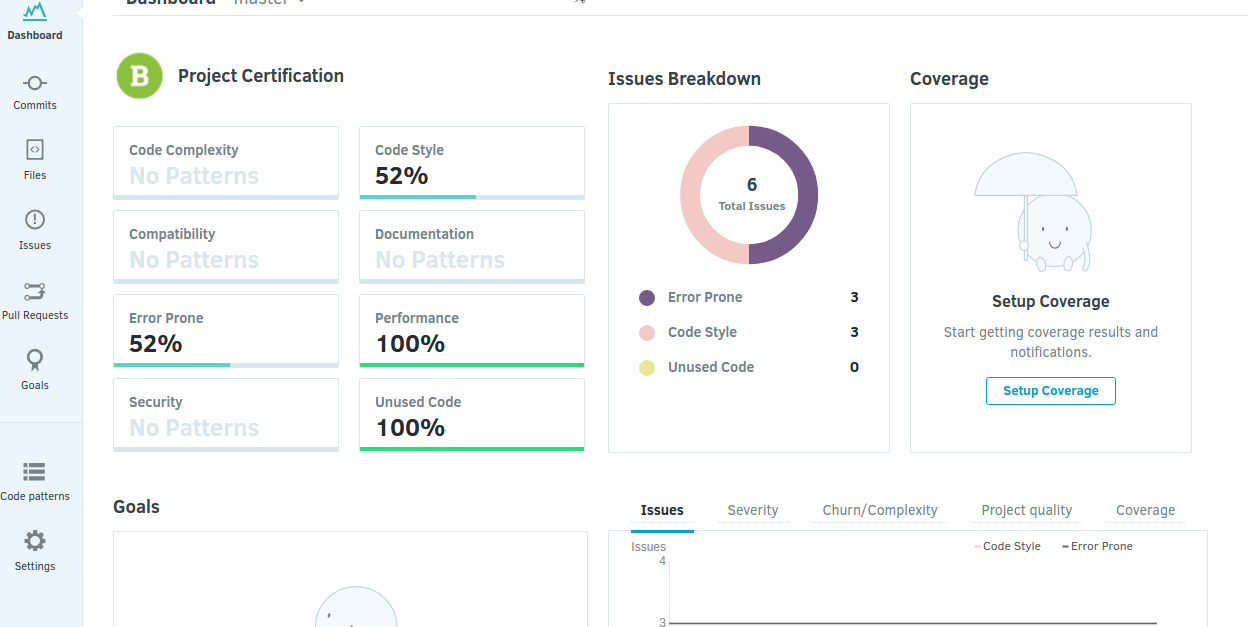 Dashboard master
Dashboard
Commits
Files
Issues
Pull Requests
Goals
Code patterns
Settings
B
Project Certification
Code Complexity
No Patterns
Code Style
52%
Compatibility
No Patterns
Documentation
No Patterns
Error Prone
52%
Performance
100%
Security
No Patterns
Unused Code
100%
Issues Breakdown
6
Total Issues
Error Prone 3
Code Style 3
Unused Code 0
Coverage
Setup Coverage
Start getting coverage results and
notifications.
Setup Coverage
Goals
Issues Severity Churn/Complexity Project quality Coverage
Issues
Code Style Error Prone
4
3